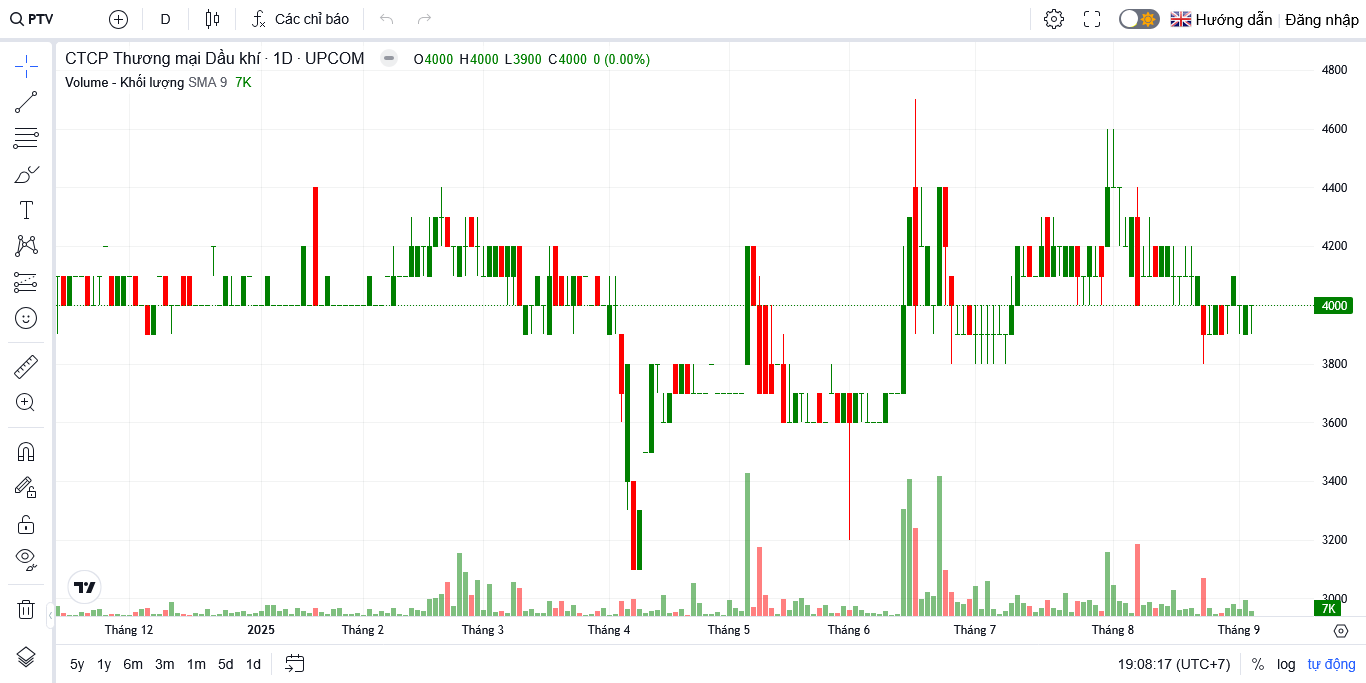 PTV D Các chỉ báo Hướng dẫn Đăng nhập
CTCP Thương mại Dầu khí · 1D · UPCOM O4000 H4000 L3900 C4000 0 (0.00%)
Volume - Khối lượng SMA 9 7K
4800
4600
4400
4200
4000
3800
3600
3400
3200
3000
7K
Tháng 12 2025 Tháng 2 Tháng 3 Tháng 4 Tháng 5 Tháng 6 Tháng 7 Tháng 8 Tháng 9
5y 1y 6m 3m 1m 5d 1d 19:08:17 (UTC+7) % log tự động